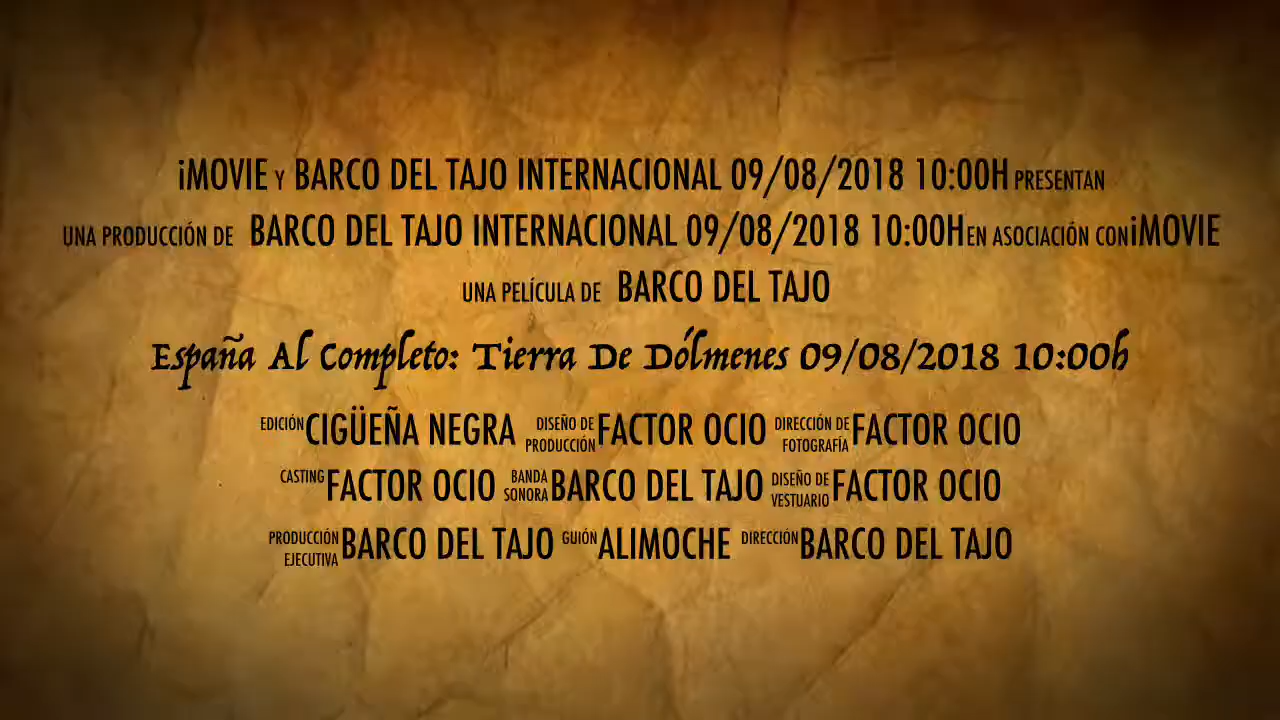 iMOVIE Y BARCO DEL TAJO INTERNACIONAL 09/08/2018 10:00H PRESENTAN
UNA PRODUCCIÓN DE BARCO DEL TAJO INTERNACIONAL 09/08/2018 10:00H EN ASOCIACIÓN CON iMOVIE
UNA PELÍCULA DE BARCO DEL TAJO
España Al Completo: Tierra De Dólmenes 09/08/2018 10:00h
EDICIÓN CIGÜEÑA NEGRA DISEÑO DE PRODUCCIÓN FACTOR OCIO DIRECCIÓN DE FOTOGRAFÍA FACTOR OCIO
CASTING FACTOR OCIO BANDA SONORA BARCO DEL TAJO DISEÑO DE VESTUARIO FACTOR OCIO
PRODUCCIÓN EJECUTIVA BARCO DEL TAJO GUIÓN ALIMOCHE DIRECCIÓN BARCO DEL TAJO